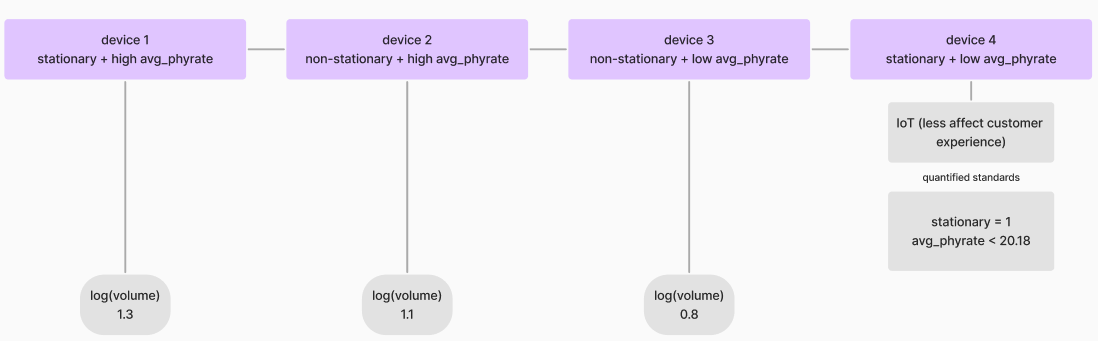 device 1
stationary + high avg_phyrate
device 2
non-stationary + high avg_phyrate
device 3
non-stationary + low avg_phyrate
device 4
stationary + low avg_phyrate
IoT (less affect customer
experience)
quantified standards
stationary = 1
avg_phyrate < 20.18
log(volume)
1.3
log(volume)
1.1
log(volume)
0.8